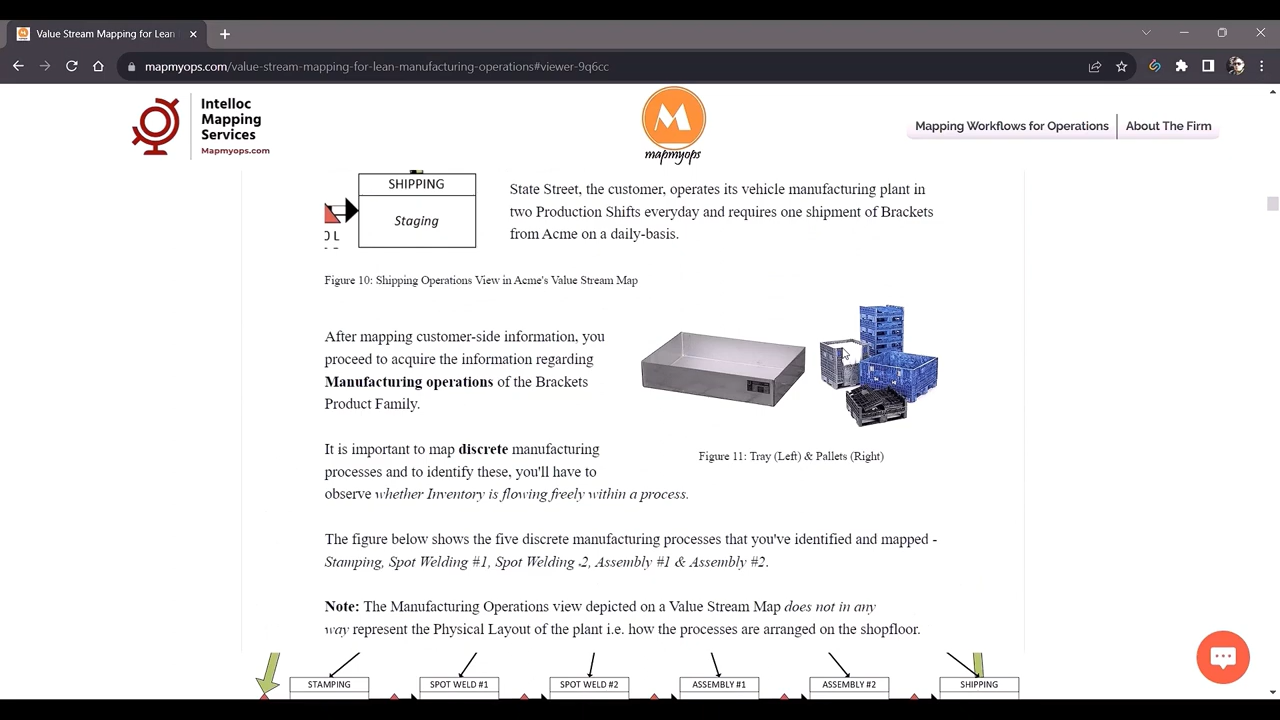 Value Stream Mapping for Lean
mapmyops.com/value-stream-mapping-for-lean-manufacturing-operations#viewer-9q6cc
Intelloc
Mapping
Services
Mapmyops.com
M
mapmyops
Mapping Workflows for Operations
About The Firm
SHIPPING
Staging
O L
State Street, the customer, operates its vehicle manufacturing plant in
two Production Shifts everyday and requires one shipment of Brackets
from Acme on a daily-basis.
Figure 10: Shipping Operations View in Acme's Value Stream Map
After mapping customer-side information, you
proceed to acquire the information regarding
Manufacturing operations of the Brackets
Product Family.
It is important to map discrete manufacturing
processes and to identify these, you'll have to
observe whether Inventory is flowing freely within a process.
Figure 11: Tray (Left) & Pallets (Right)
The figure below shows the five discrete manufacturing processes that you've identified and mapped -
Stamping, Spot Welding #1, Spot Welding -2, Assembly #1 & Assembly #2.
Note: The Manufacturing Operations view depicted on a Value Stream Map does not in any
way represent the Physical Layout of the plant i.e. how the processes are arranged on the shopfloor.
STAMPING
SPOT WELD #1
SPOT WELD #2
ASSEMBLY #1
ASSEMBLY #2
SHIPPING